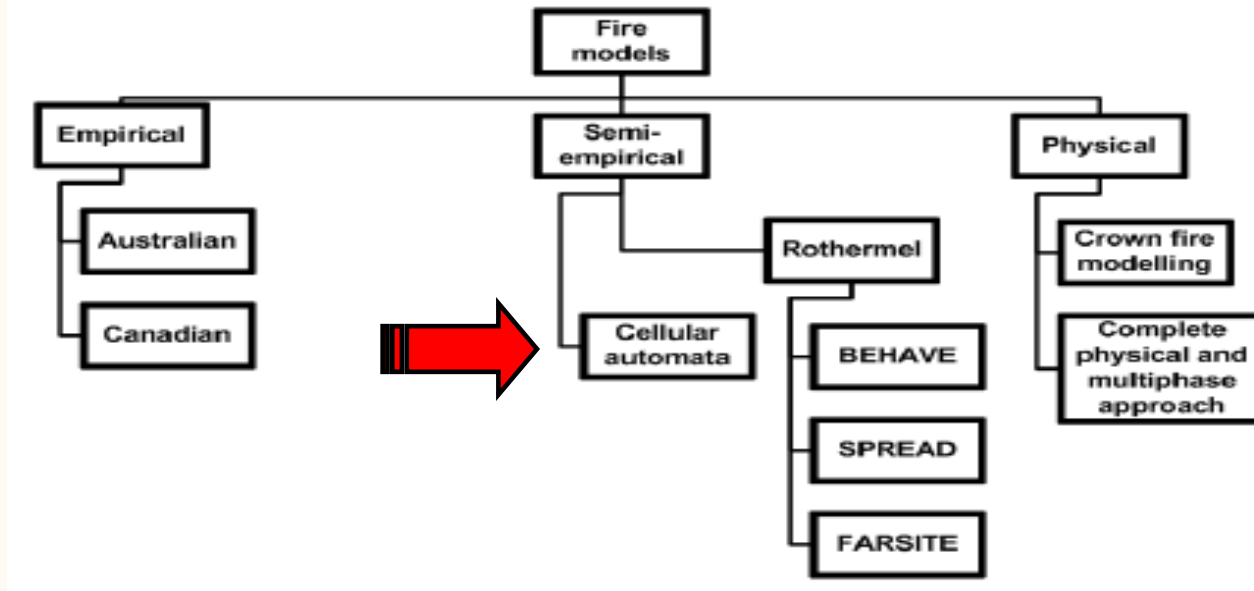 Fire
models
Empirical
Semi-
empirical
Physical
Australian
Canadian
Cellular
automata
Rothermel
BEHAVE
SPREAD
FARSITE
Crown fire
modelling
Complete
physical and
multiphase
approach